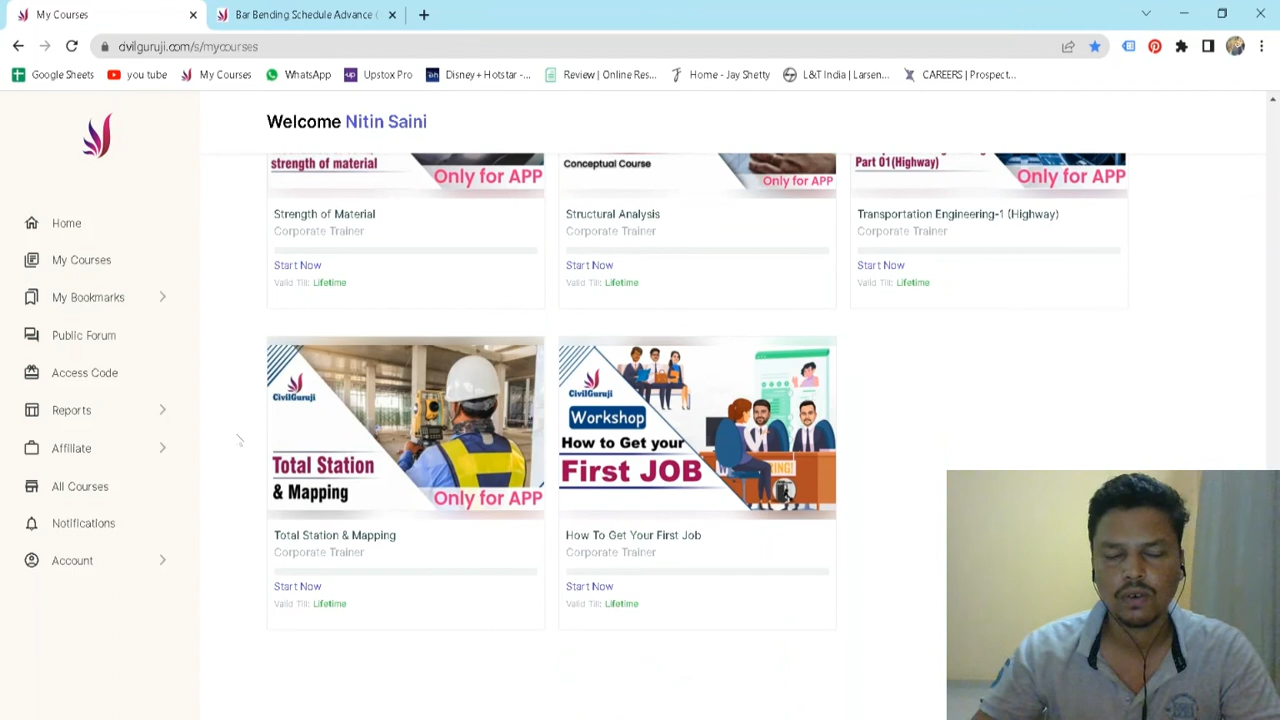 My Courses
Bar Bending Schedule Advance (
civilguruji.com/s/mycourses
Google Sheets
you tube
My Courses
WhatsApp
Upstox Pro
Disney+ Hotstar -...
Review | Online Res...
Home - Jay Shetty
L&T India | Larsen...
CAREERS | Prospect...
Welcome Nitin Saini
Home
My Courses
My Bookmarks
Public Forum
Access Code
Reports
Affiliate
All Courses
Notifications
Account
strength of material
Only for APP
Conceptual Course
Only for APP
Part 01(Highway)
Only for APP
Strength of Material
Corporate Trainer
Start Now
Valid Till: Lifetime
Structural Analysis
Corporate Trainer
Start Now
Valid Till: Lifetime
Transportation Engineering-1 (Highway)
Corporate Trainer
Start Now
Valid Till: Lifetime
CivilGuruji
Total Station
& Mapping
Only for APP
CivilGuruji
Workshop
How to Get your
First JOB
Total Station & Mapping
Corporate Trainer
Start Now
Valid Till: Lifetime
How To Get Your First Job
Corporate Trainer
Start Now
Valid Till: Lifetime